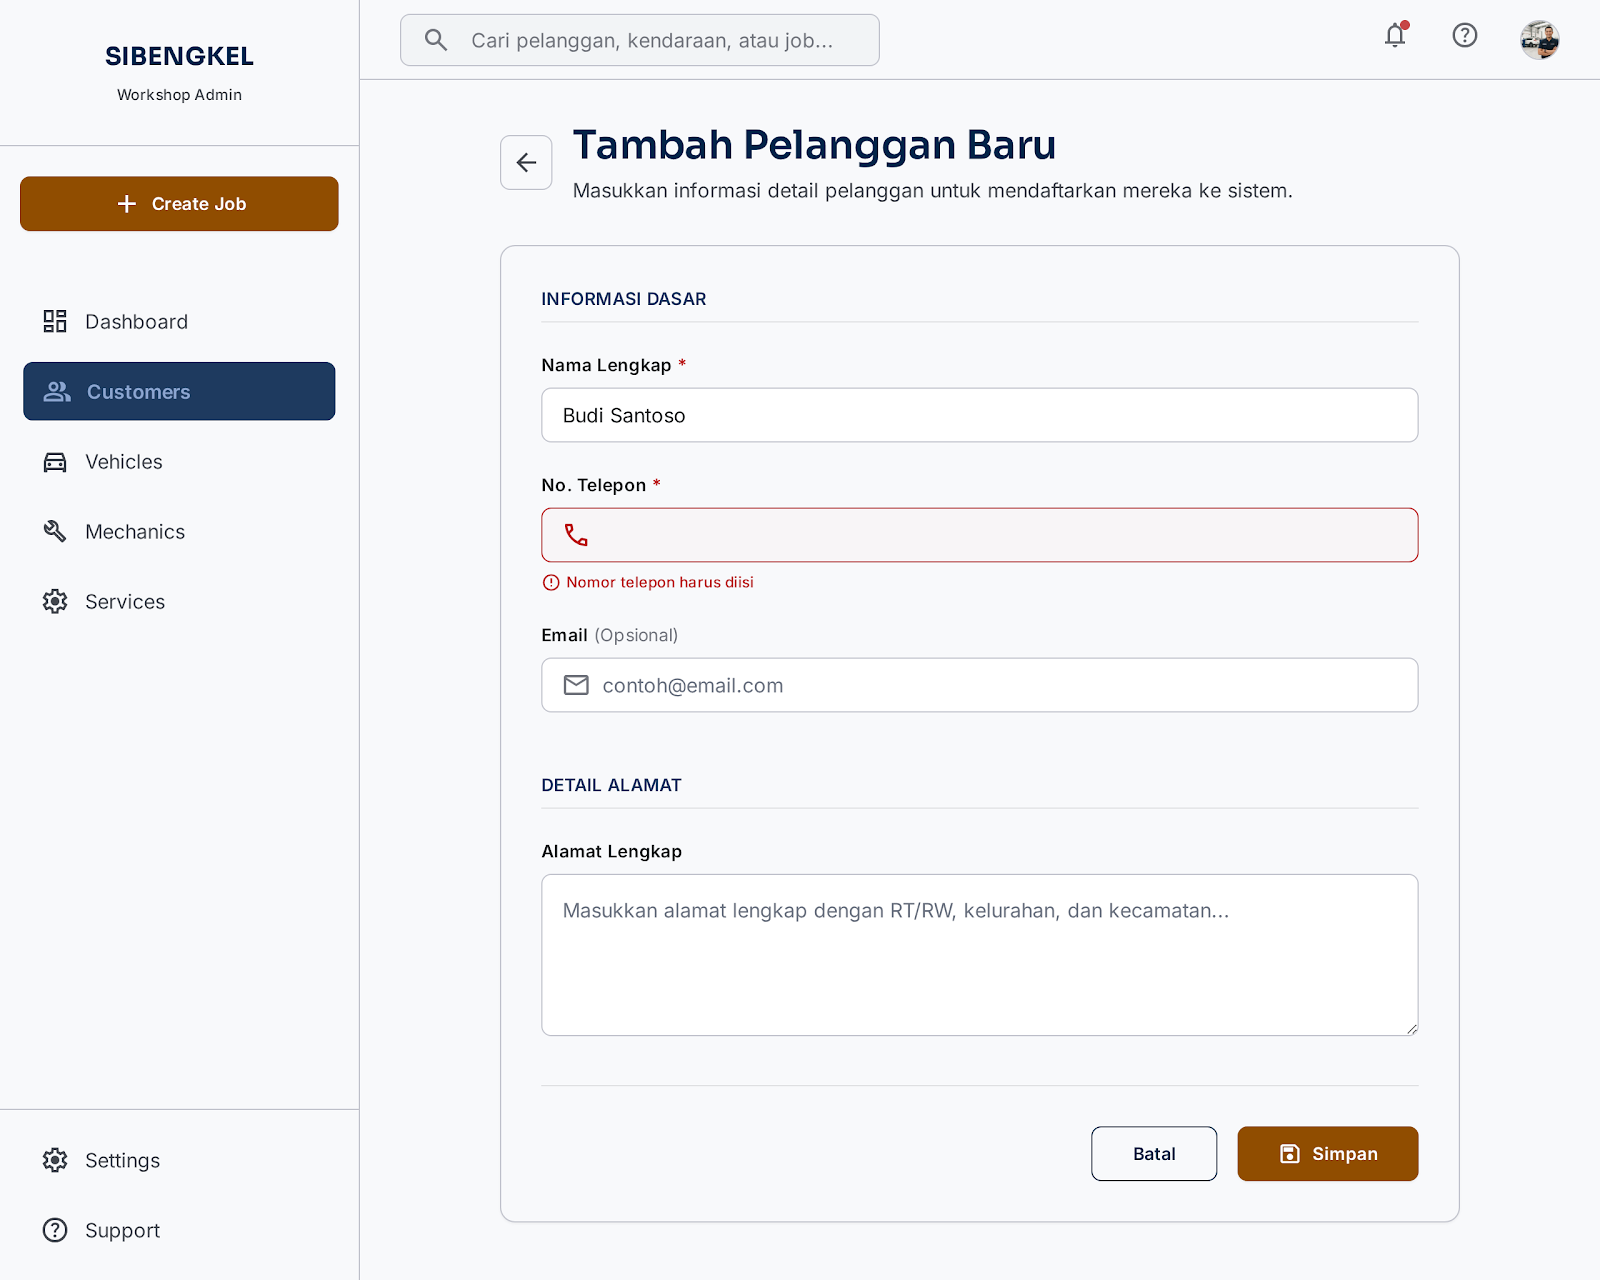 SIBENGKEL
Workshop Admin
Create Job
Dashboard
Customers
Vehicles
Mechanics
Services
Settings
Support
Cari pelanggan, kendaraan, atau job...
Tambah Pelanggan Baru
Masukkan informasi detail pelanggan untuk mendaftarkan mereka ke sistem.
INFORMASI DASAR
Nama Lengkap *
Budi Santoso
No. Telepon *
Nomor telepon harus diisi
Email (Opsional)
contoh@email.com
DETAIL ALAMAT
Alamat Lengkap
Masukkan alamat lengkap dengan RT/RW, kelurahan, dan kecamatan...
Batal
Simpan